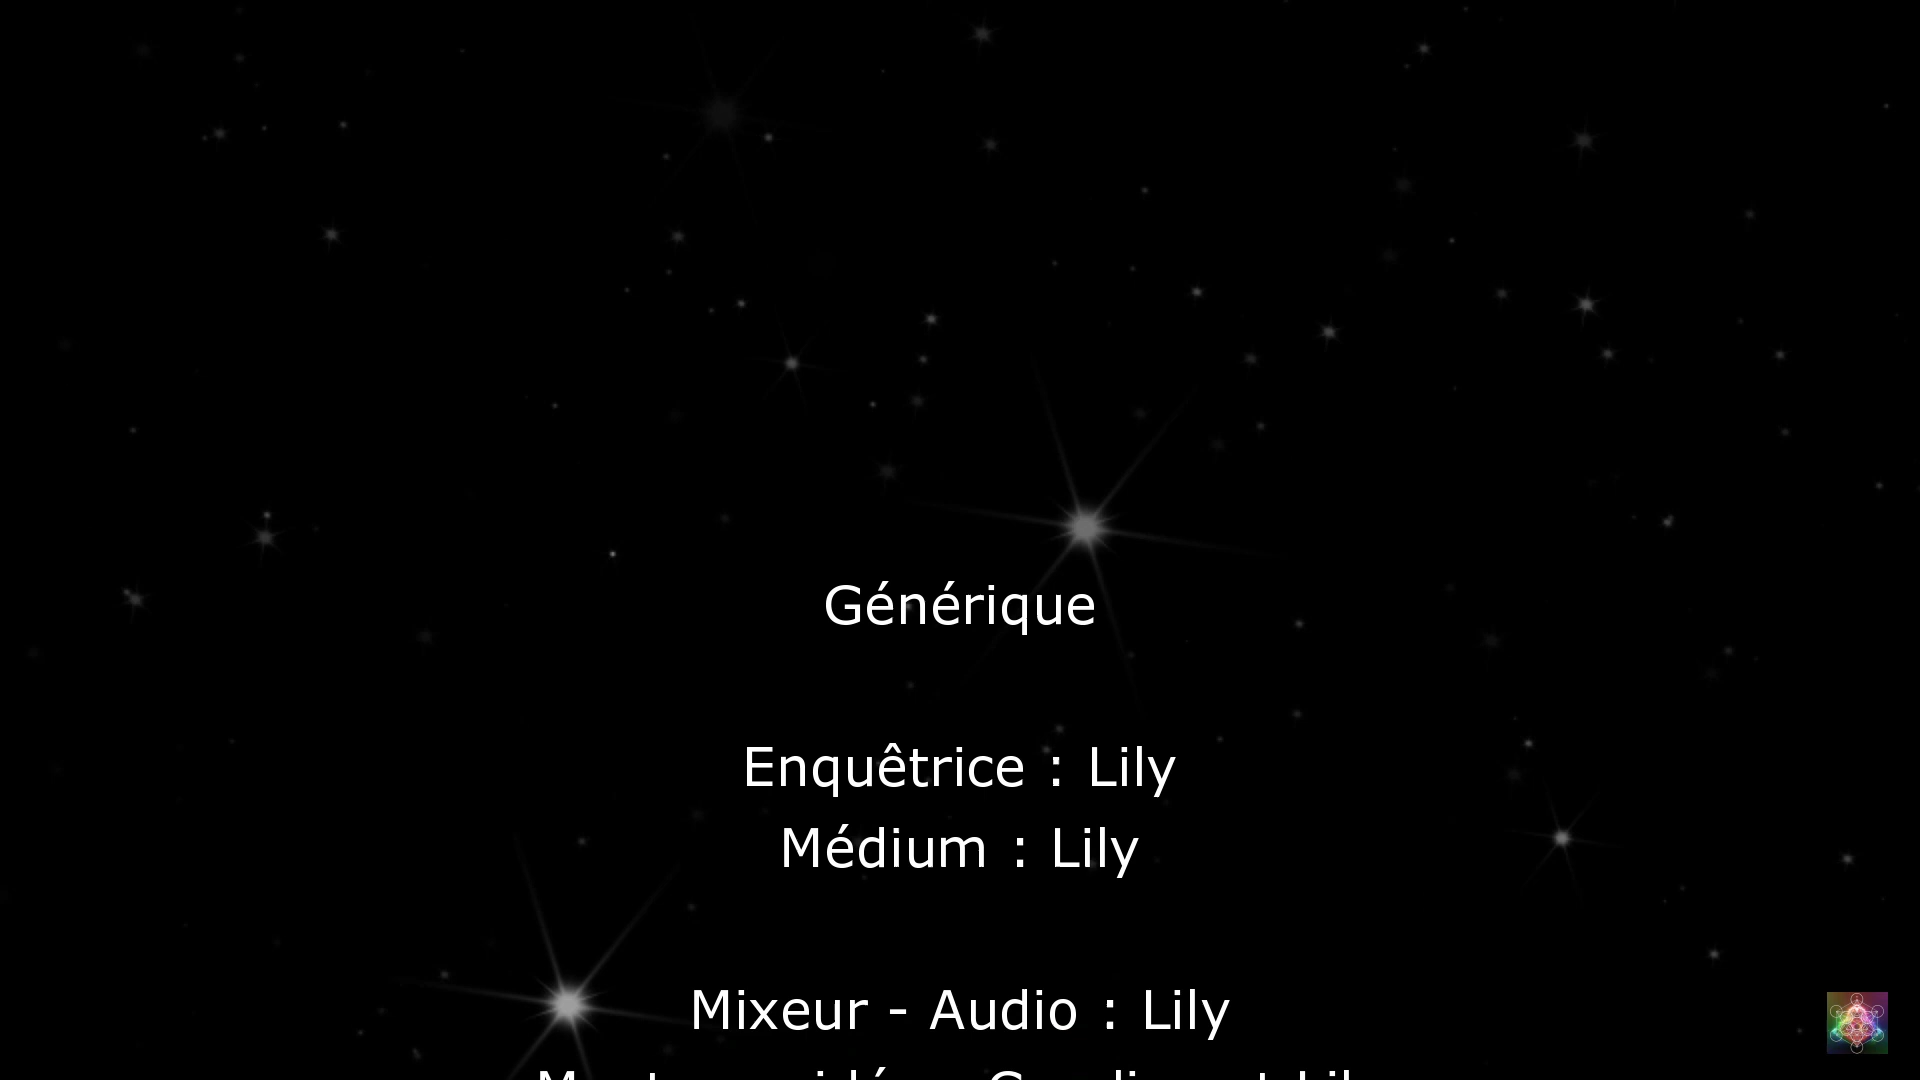 Générique
Enquêtrice : Lily
Médium : Lily
Mixeur - Audio : Lily